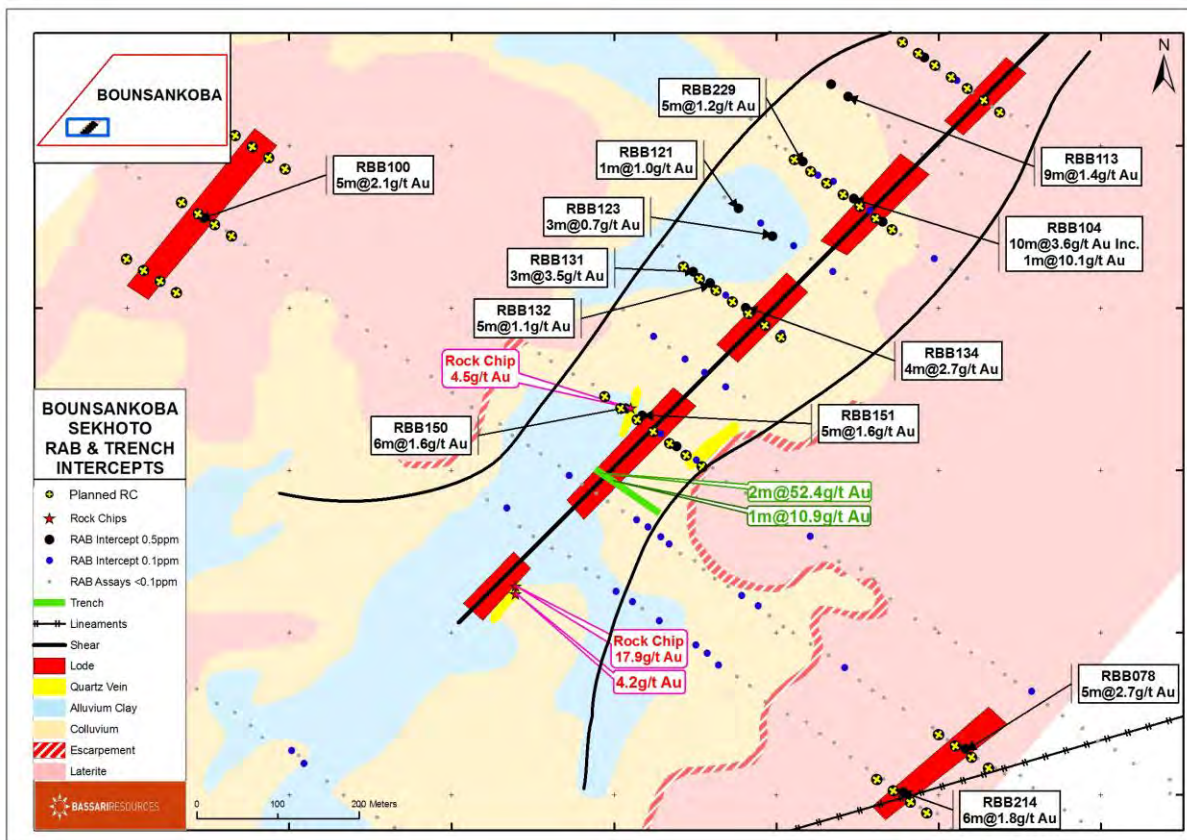 BOUNSANKOBA
N
RBB229
5m@1.2g/t Au
RBB121
1m@1.0g/t Au
RBB100
5m@2.1g/t Au
RBB113
9m@1.4g/t Au
RBB123
3m@0.7g/t Au
RBB104
10m@3.6g/t Au Inc.
1m@10.1g/t Au
RBB131
3m@3.5g/t Au
RBB132
5m@1.1g/t Au
RBB134
4m@2.7g/t Au
Rock Chip
4.5g/t Au
RBB150
6m@1.6g/t Au
RBB151
5m@1.6g/t Au
2m@52.4g/t Au
1m@10.9g/t Au
Rock Chip
17.9g/t Au
4.2g/t Au
RBB078
5m@2.7g/t Au
RBB214
6m@1.8g/t Au
BOUNSANKOBA
SEKHOTO
RAB & TRENCH
INTERCEPTS
Planned RC
Rock Chips
RAB Intercept 0.5ppm
RAB Intercept 0.1ppm
RAB Assays <0.1ppm
Trench
Lineaments
Shear
Lode
Quartz Vein
Alluvium Clay
Colluvium
Escarpement
Laterite
BASSARIRESOURCES
0 100 200 Meters